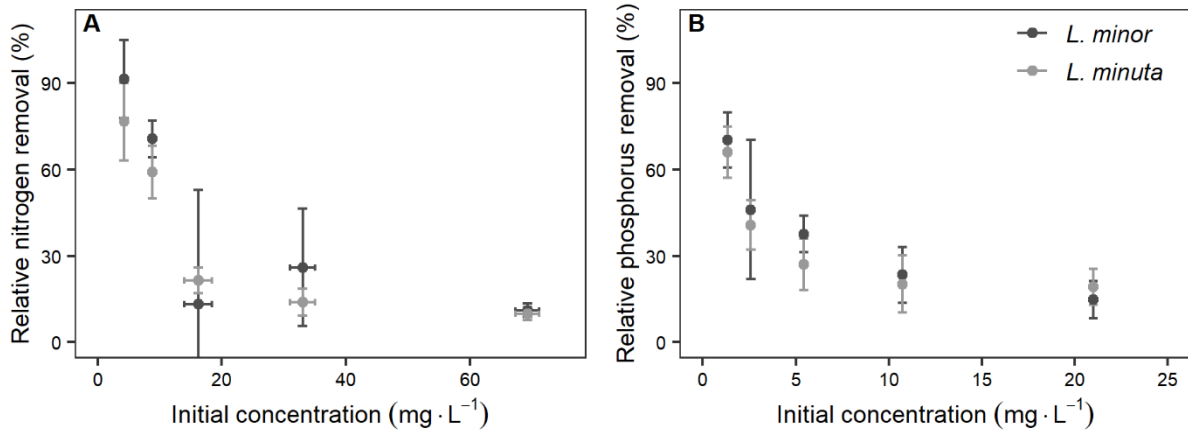 A
Relative nitrogen removal (%)
90
60
30
0
0 20 40 60
Initial concentration (mg · L⁻¹)
B
L. minor
L. minuta
Relative phosphorus removal (%)
90
60
30
0
0 5 10 15 20 25
Initial concentration (mg · L⁻¹)